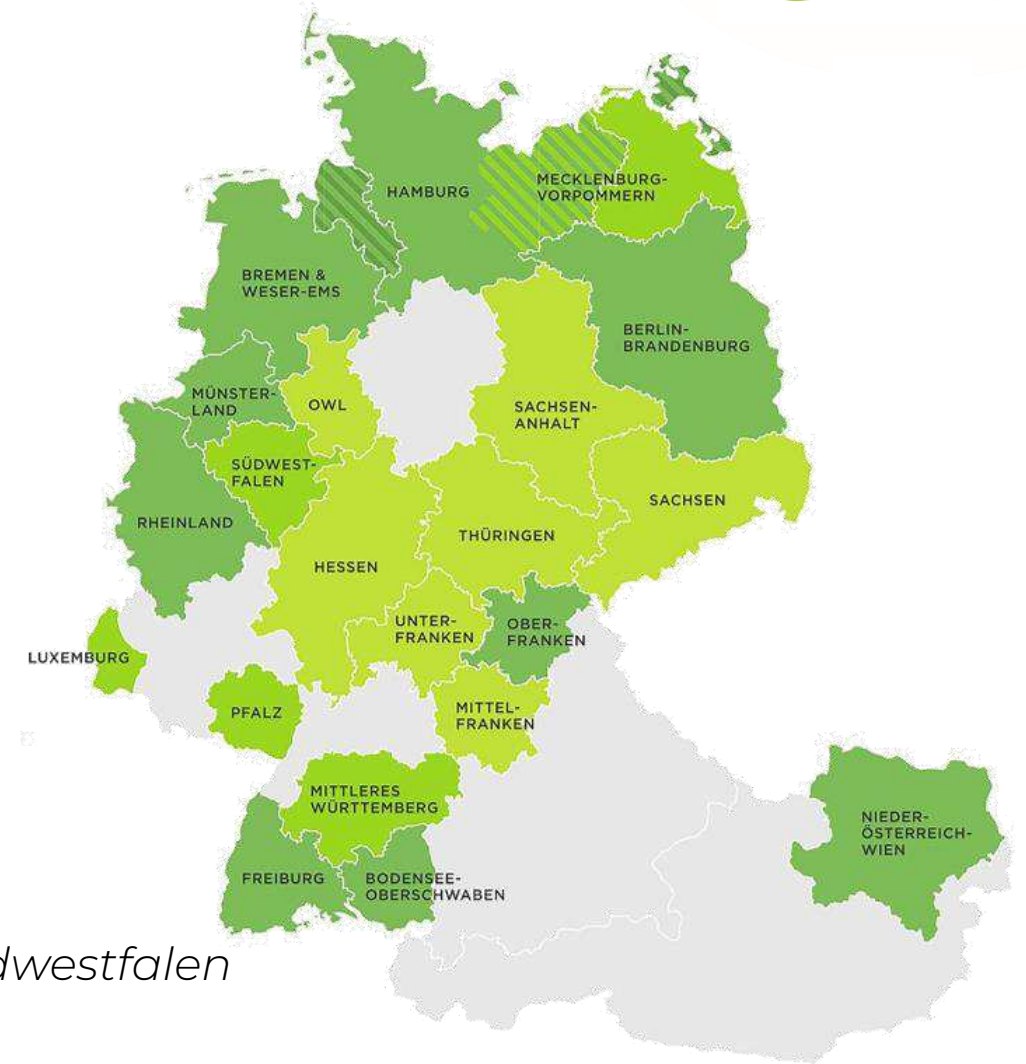 HAMBURG
MECKLENBURG-
VORPOMMERN
BREMEN &
WESER-EMS
BERLIN-
BRANDENBURG
MÜNSTER-
LAND
OWL
SACHSEN-
ANHALT
SÜDWEST-
FALEN
SACHSEN
RHEINLAND
THÜRINGEN
HESSEN
UNTER-
FRANKEN
OBER-
FRANKEN
LUXEMBURG
PFALZ
MITTEL-
FRANKEN
MITTLERES
WÜRTTEMBERG
NIEDER-
ÖSTERREICH-
WIEN
FREIBURG
BODENSEE-
OBERSCHWABEN
dwestfalen